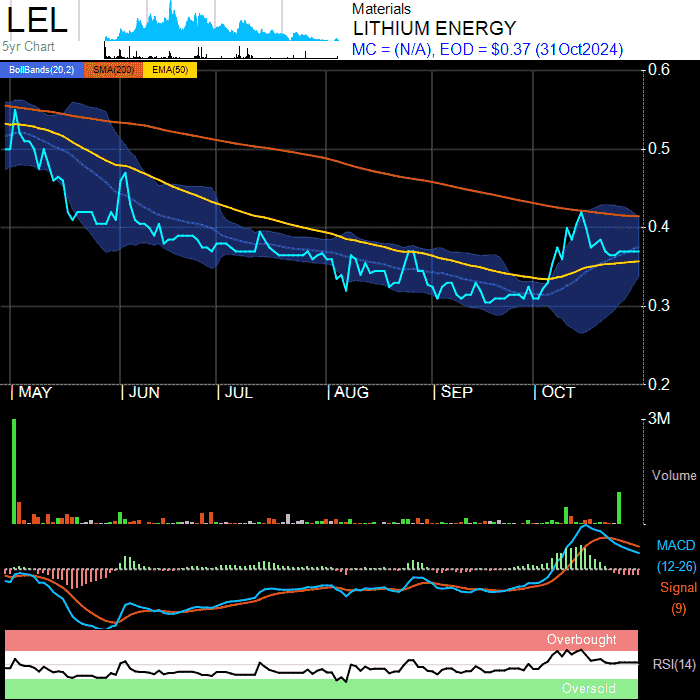 LEL
5yr Chart
Materials
LITHIUM ENERGY
MC = (N/A), EOD = $0.37 (31Oct2024)
BollBands(20,2) SMA(200) EMA(50)
0.6
0.5
0.4
0.3
0.2
MAY JUN JUL AUG SEP OCT
3M
Volume
MACD
(12-26)
Signal
(9)
Overbought
RSI(14)
Oversold